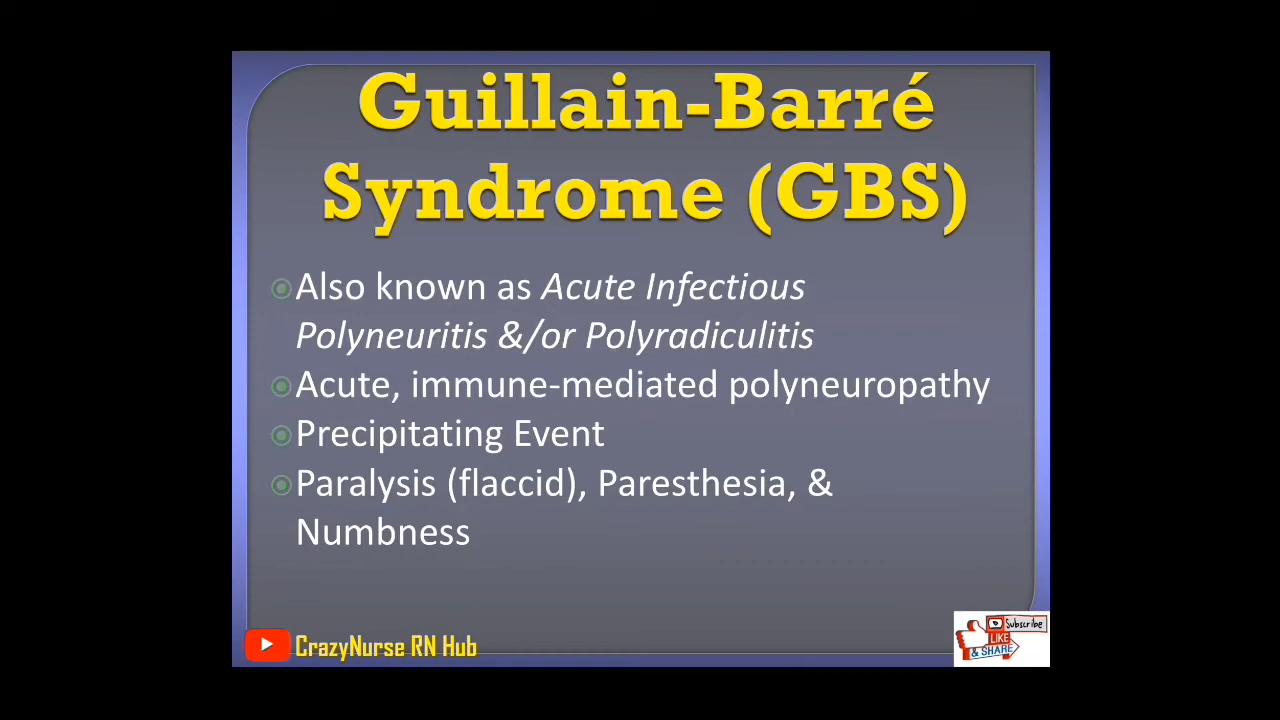 Guillain-Barré
Syndrome (GBS)
Also known as Acute Infectious
Polyneuritis &/or Polyradiculitis
Acute, immune-mediated polyneuropathy
Precipitating Event
Paralysis (flaccid), Paresthesia, &
Numbness
CrazyNurse RN Hub
Subscribe
LIKE
& SHARE